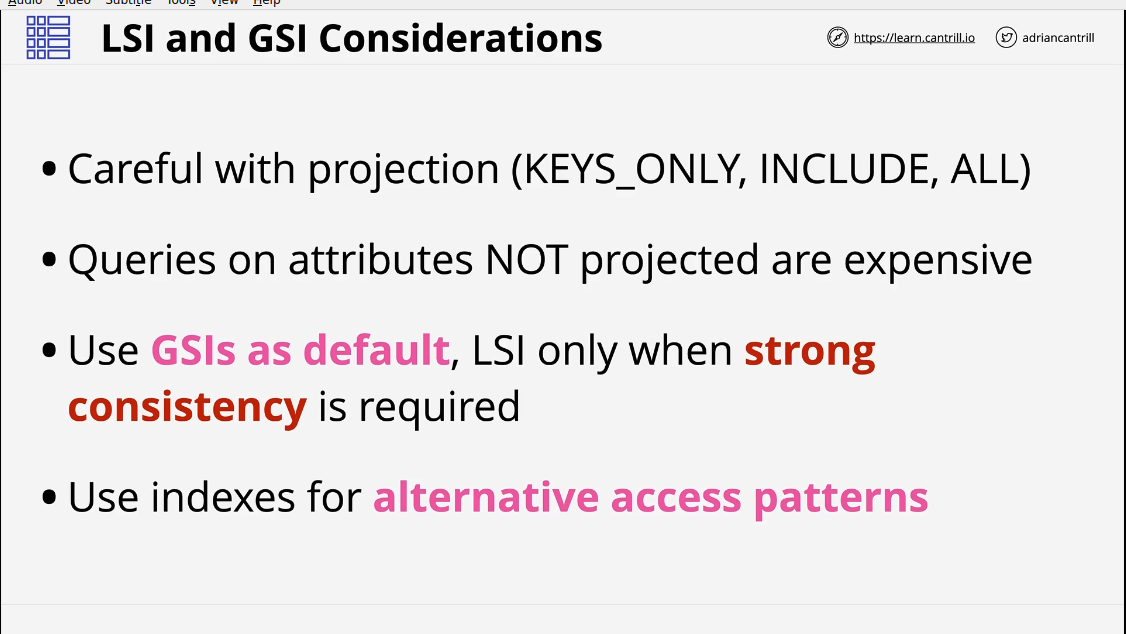 Audio Video Subtitle Tools View Help
LSI and GSI Considerations
https://learn.cantrill.io
adriancantrill
• Careful with projection (KEYS_ONLY, INCLUDE, ALL)
• Queries on attributes NOT projected are expensive
• Use GSIs as default, LSI only when strong
consistency is required
• Use indexes for alternative access patterns